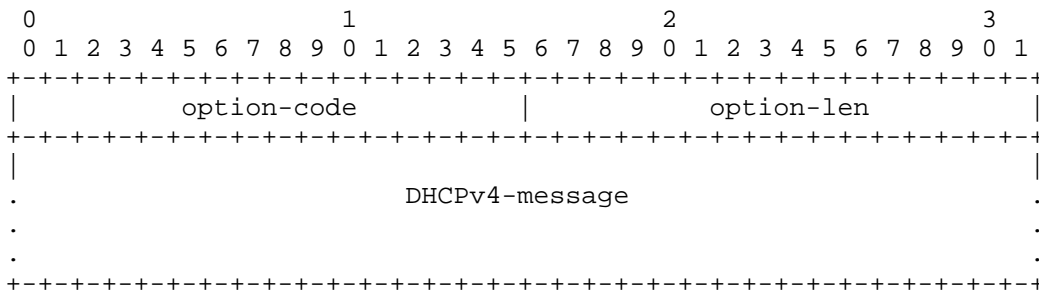 0                   1                   2                   3
 0 1 2 3 4 5 6 7 8 9 0 1 2 3 4 5 6 7 8 9 0 1 2 3 4 5 6 7 8 9 0 1
+-+-+-+-+-+-+-+-+-+-+-+-+-+-+-+-+-+-+-+-+-+-+-+-+-+-+-+-+-+-+-+-+
|          option-code          |           option-len          |
+-+-+-+-+-+-+-+-+-+-+-+-+-+-+-+-+-+-+-+-+-+-+-+-+-+-+-+-+-+-+-+-+
|                                                               |
.                        DHCPv4-message                         .
.                                                               .
.                                                               .
+-+-+-+-+-+-+-+-+-+-+-+-+-+-+-+-+-+-+-+-+-+-+-+-+-+-+-+-+-+-+-+-+